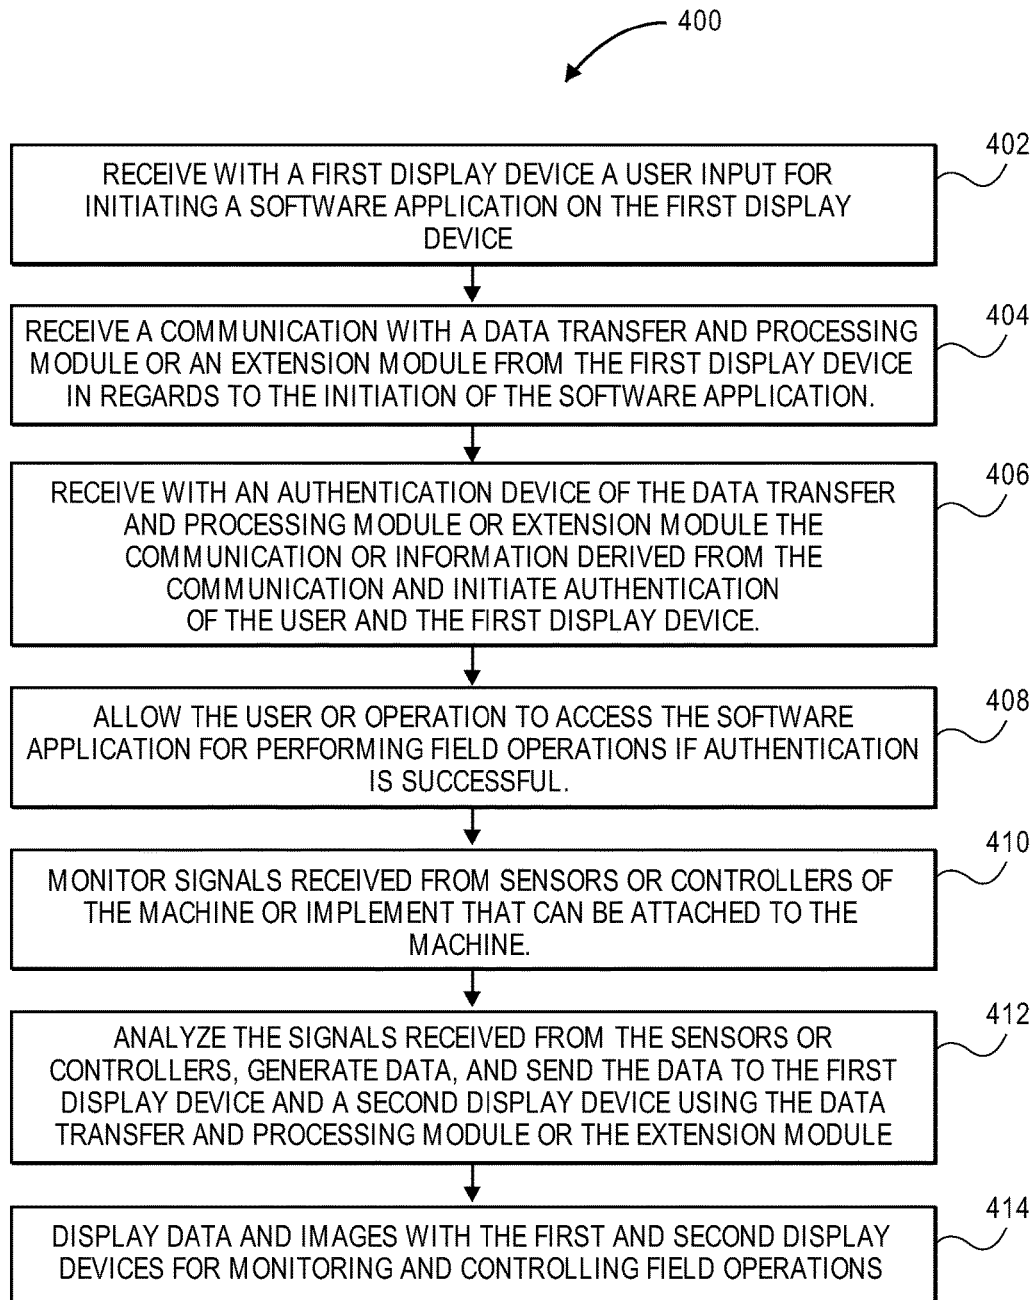 400
402
RECEIVE WITH A FIRST DISPLAY DEVICE A USER INPUT FOR
INITIATING A SOFTWARE APPLICATION ON THE FIRST DISPLAY
DEVICE
404
RECEIVE A COMMUNICATION WITH A DATA TRANSFER AND PROCESSING
MODULE OR AN EXTENSION MODULE FROM THE FIRST DISPLAY DEVICE
IN REGARDS TO THE INITIATION OF THE SOFTWARE APPLICATION.
406
RECEIVE WITH AN AUTHENTICATION DEVICE OF THE DATA TRANSFER
AND PROCESSING MODULE OR EXTENSION MODULE THE
COMMUNICATION OR INFORMATION DERIVED FROM THE
COMMUNICATION AND INITIATE AUTHENTICATION
OF THE USER AND THE FIRST DISPLAY DEVICE.
408
ALLOW THE USER OR OPERATION TO ACCESS THE SOFTWARE
APPLICATION FOR PERFORMING FIELD OPERATIONS IF AUTHENTICATION
IS SUCCESSFUL.
410
MONITOR SIGNALS RECEIVED FROM SENSORS OR CONTROLLERS OF
THE MACHINE OR IMPLEMENT THAT CAN BE ATTACHED TO THE
MACHINE.
412
ANALYZE THE SIGNALS RECEIVED FROM THE SENSORS OR
CONTROLLERS, GENERATE DATA, AND SEND THE DATA TO THE FIRST
DISPLAY DEVICE AND A SECOND DISPLAY DEVICE USING THE DATA
TRANSFER AND PROCESSING MODULE OR THE EXTENSION MODULE
414
DISPLAY DATA AND IMAGES WITH THE FIRST AND SECOND DISPLAY
DEVICES FOR MONITORING AND CONTROLLING FIELD OPERATIONS